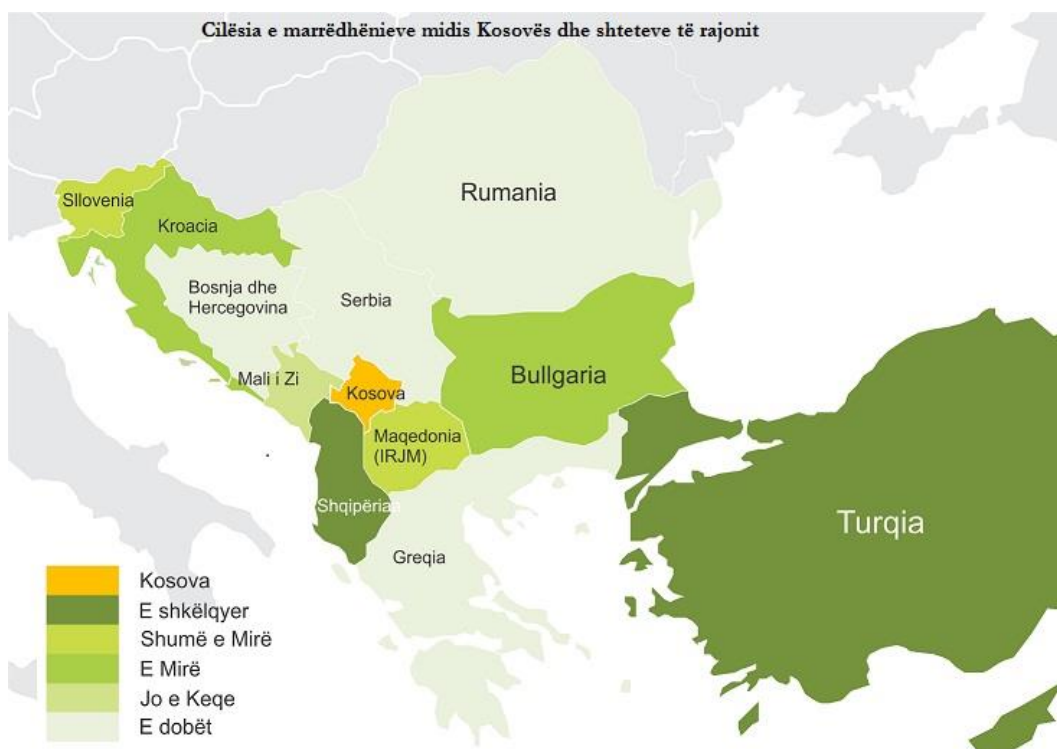 Cilësia e marrëdhënieve midis Kosovës dhe shteteve të rajonit
Rumania
Sllovenia
Kroacia
Bosnja dhe
Hercegovina
Serbia
Mali i Zi
Kosova
Bullgaria
Maqedonia
(IRJM)
Shqipëriaa
Turqia
Greqia
Kosova
E shkëlqyer
Shumë e Mirë
E Mirë
Jo e Keqe
E dobët